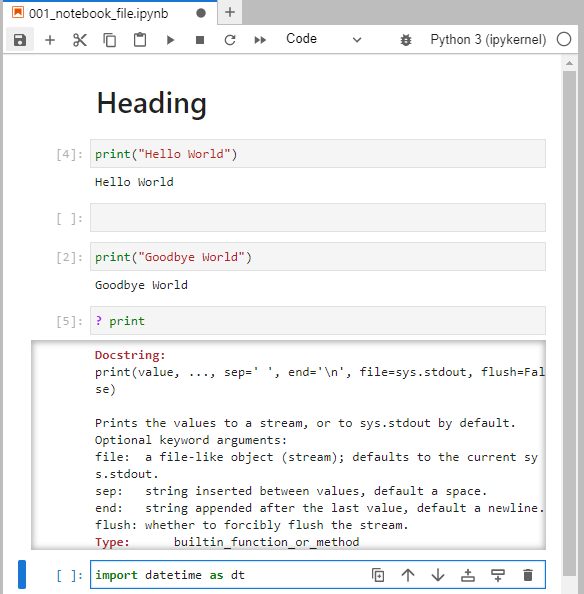 001_notebook_file.ipynb
Code
Python 3 (ipykernel)
Heading
[4]: print("Hello World")
Hello World
[ ]:
[2]: print("Goodbye World")
Goodbye World
[5]: ? print
Docstring:
print(value, ..., sep=' ', end='\n', file=sys.stdout, flush=Fal
se)
Prints the values to a stream, or to sys.stdout by default.
Optional keyword arguments:
file:  a file-like object (stream); defaults to the current sy
s.stdout.
sep:   string inserted between values, default a space.
end:   string appended after the last value, default a newline.
flush: whether to forcibly flush the stream.
Type:      builtin_function_or_method
[ ]: import datetime as dt